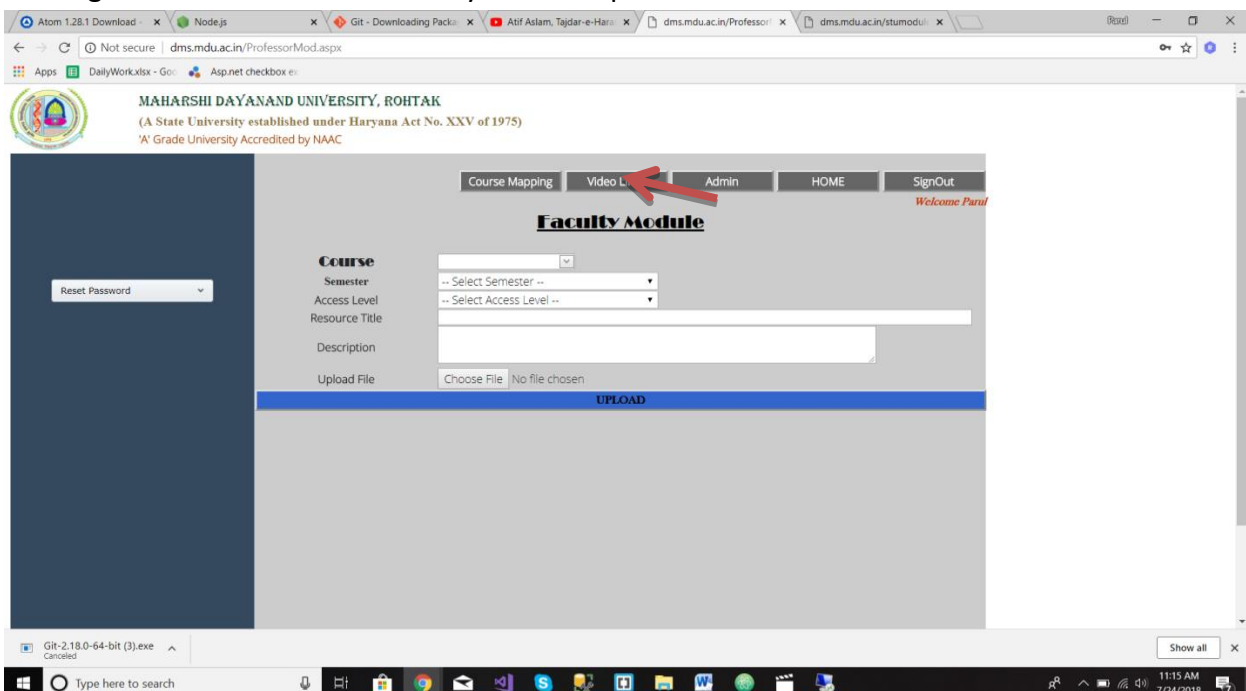 Atom 1.28.1 Download - Node.js Git - Downloading Packa Atif Aslam, Tajdar-e-Hara dms.mdu.ac.in/Professor dms.mdu.ac.in/stumodul
Not secure | dms.mdu.ac.in/ProfessorMod.aspx
Apps DailyWork.xlsx - Goo Asp.net checkbox ex
MAHARSHI DAYANAND UNIVERSITY, ROHTAK
(A State University established under Haryana Act No. XXV of 1975)
'A' Grade University Accredited by NAAC
Course Mapping Video Admin HOME SignOut
Welcome Parul
Faculty Module
Course
Semester -- Select Semester --
Reset Password
Access Level -- Select Access Level --
Resource Title
Description
Upload File Choose File No file chosen
UPLOAD
Git-2.18.0-64-bit (3).exe
Canceled
Show all
Type here to search
11:15 AM
7/24/2018